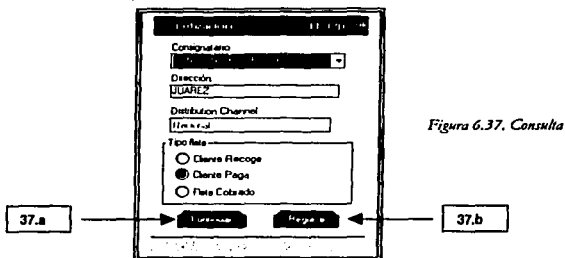 Consignatario
Dirección
JUAREZ
Distribution Channel
Tipo flete
Cliente Recoge
Cliente Paga
Flete Cobrado
Figura 6.37. Consulta
37.a
37.b